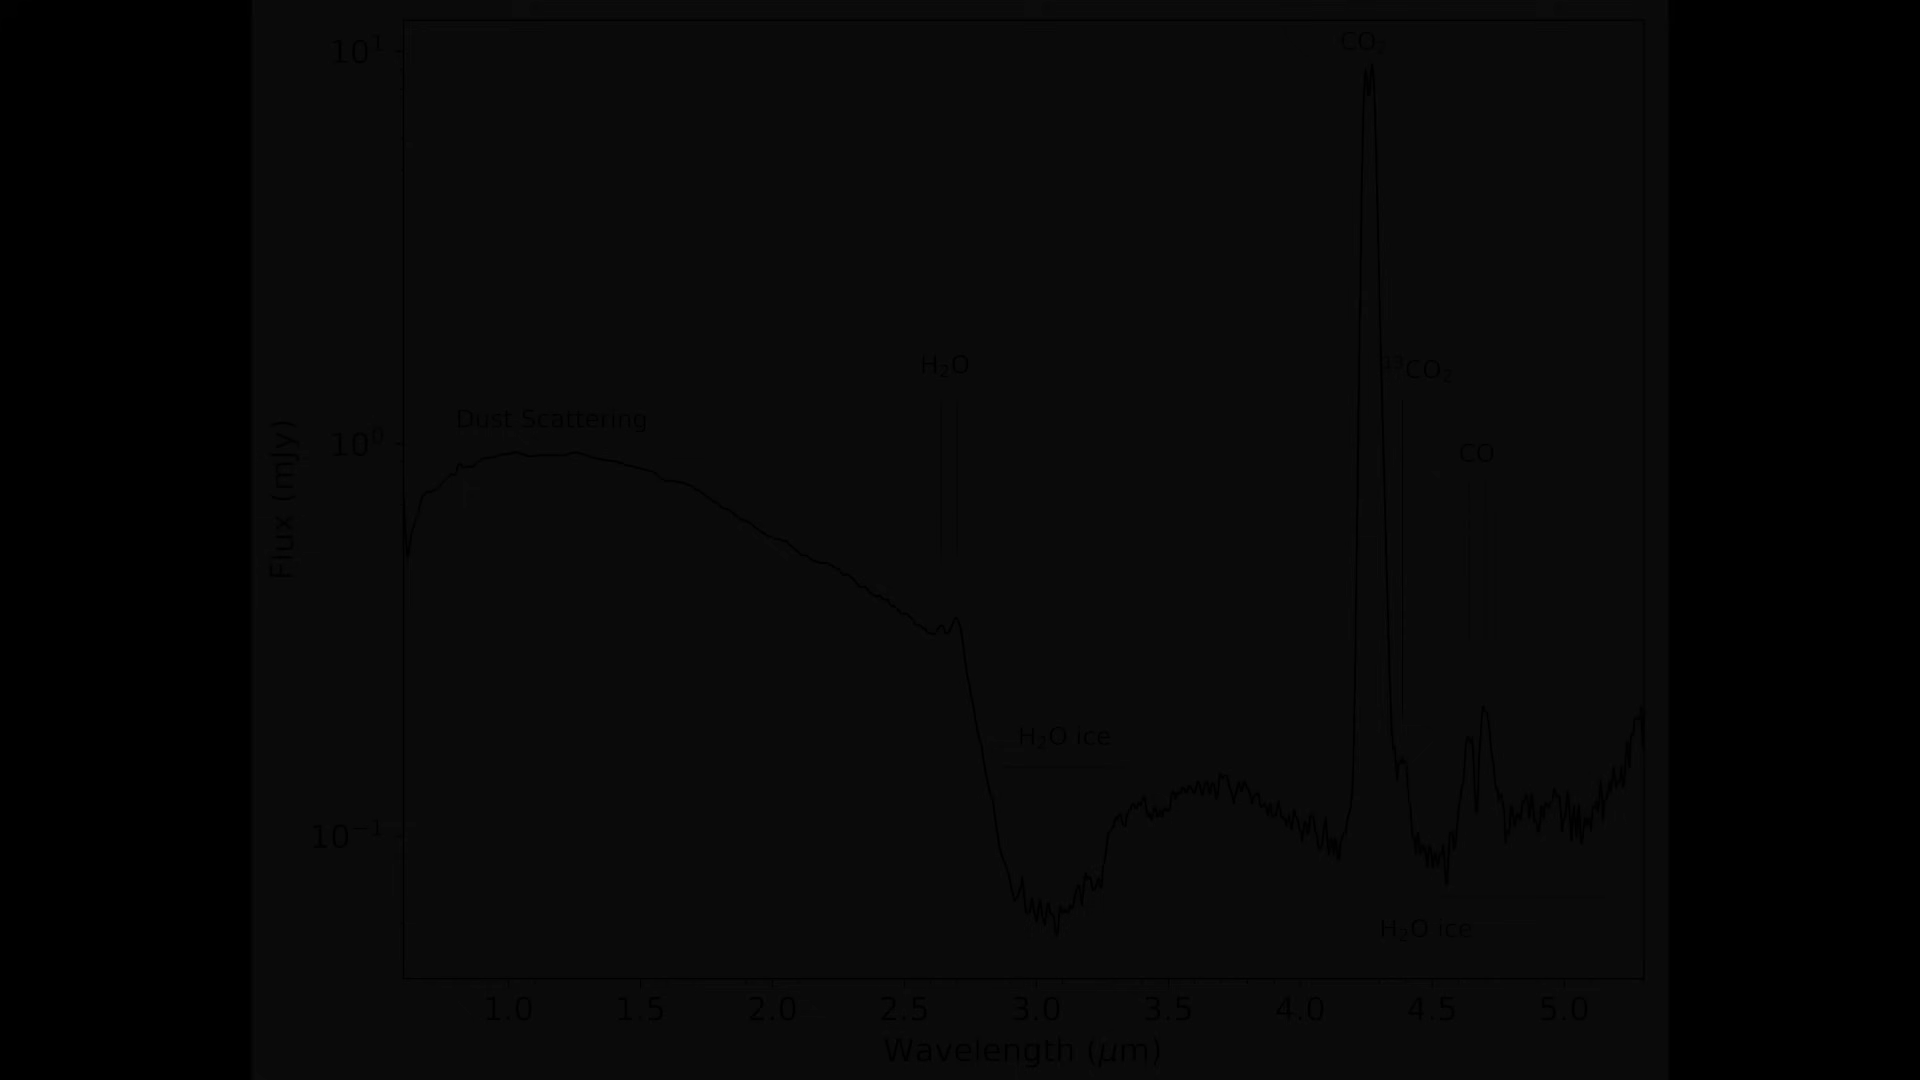 CO₂
10¹
H₂O
¹³CO₂
Dust Scattering
10⁰
CO
Flux (mJy)
H₂O ice
10⁻¹
H₂O ice
1.0 1.5 2.0 2.5 3.0 3.5 4.0 4.5 5.0
Wavelength (μm)